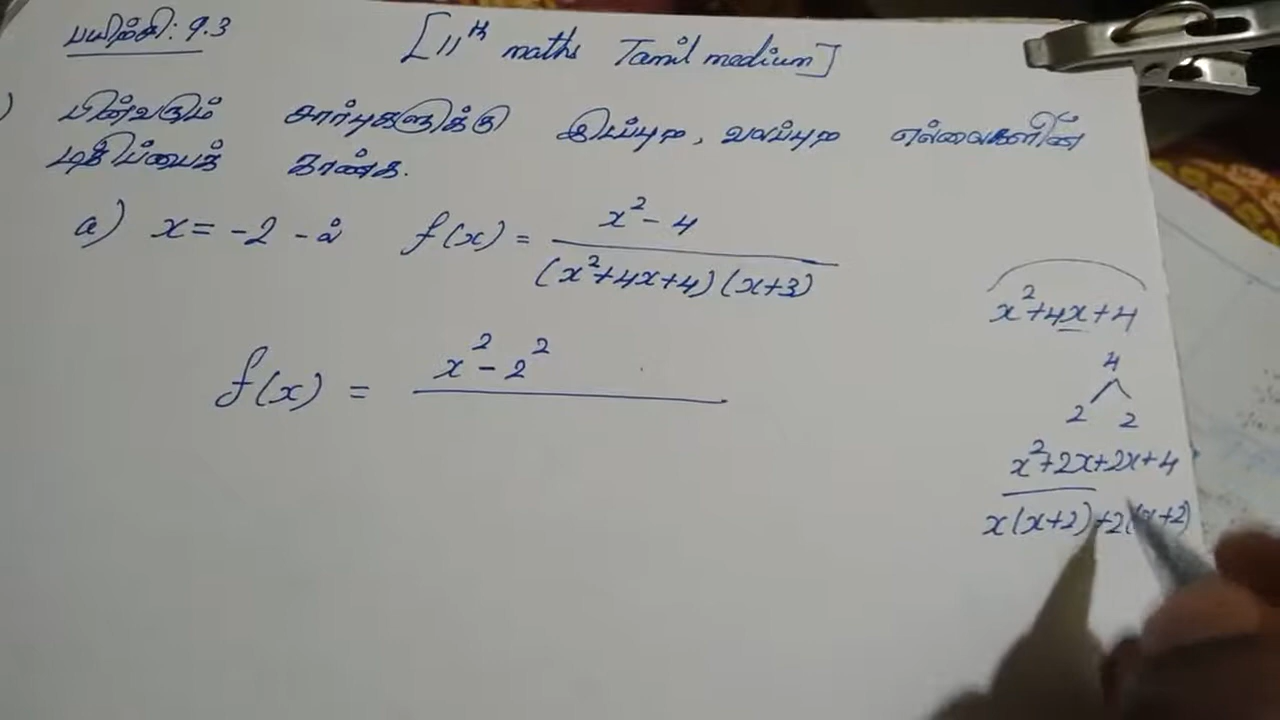 பயிற்சி: 9.3
[11th maths Tamil medium]
) பின்வரும் சார்புகளுக்கு இடப்புற, வலப்புற எல்லைகளின்
மதிப்பைக் காண்க.
a) x = -2 -ல் f(x) = x² - 4 / (x²+4x+4)(x+3)
f(x) = x² - 2²
x²+4x+4
4
2 2
x²+2x+2x+4
x(x+2)+2(x+2)